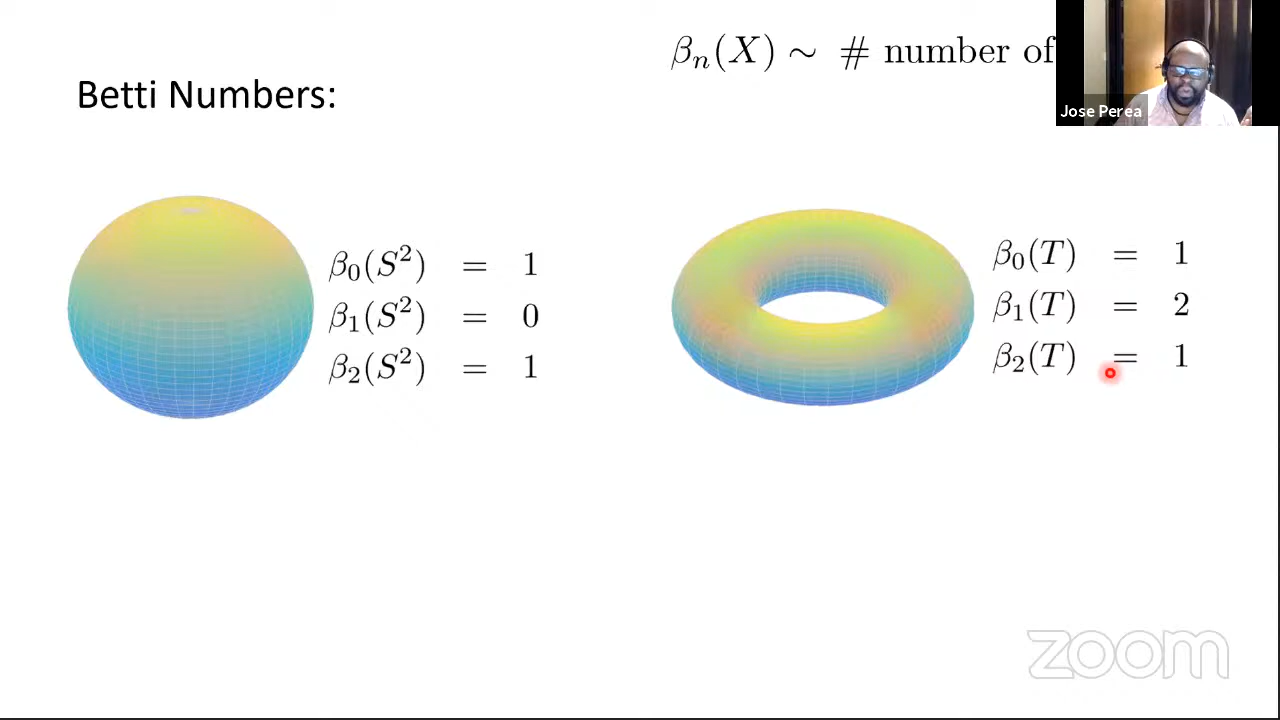 βₙ(X) ∼ # number of
Jose Perea
Betti Numbers:
β₀(S²) = 1
β₁(S²) = 0
β₂(S²) = 1
β₀(T) = 1
β₁(T) = 2
β₂(T) = 1
zoom